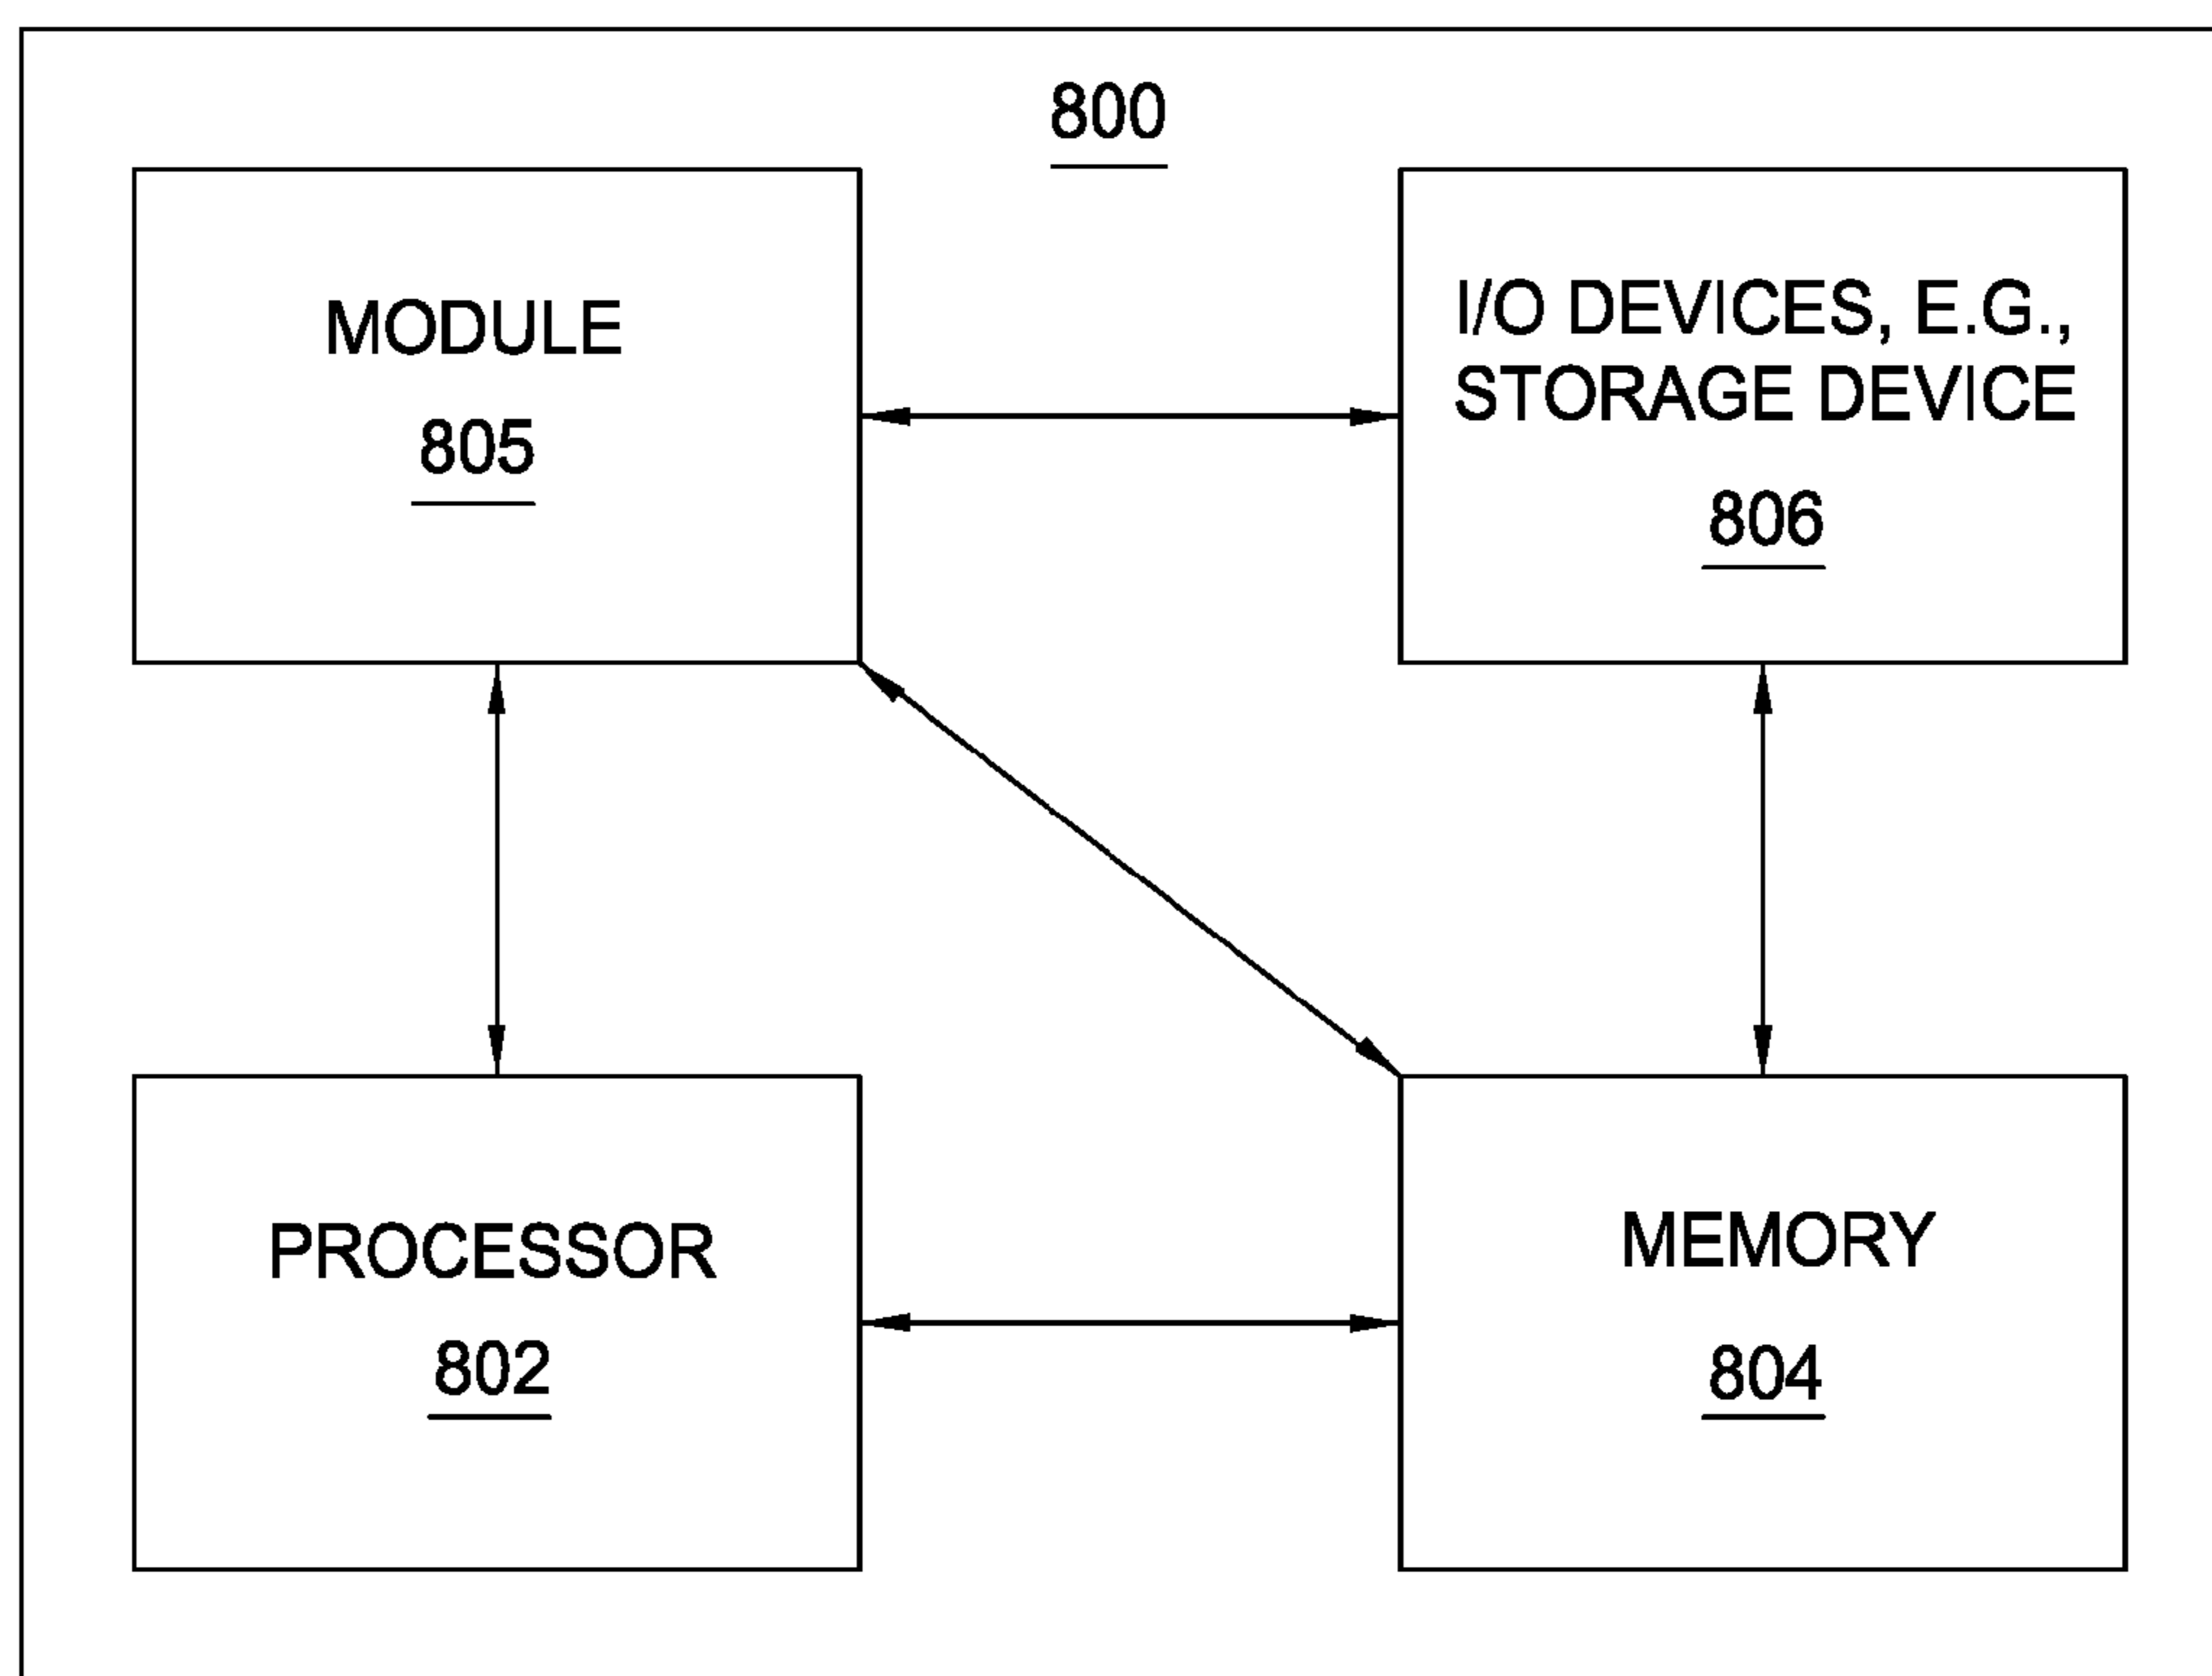 800
MODULE
805
I/O DEVICES, E.G.,
STORAGE DEVICE
806
PROCESSOR
802
MEMORY
804